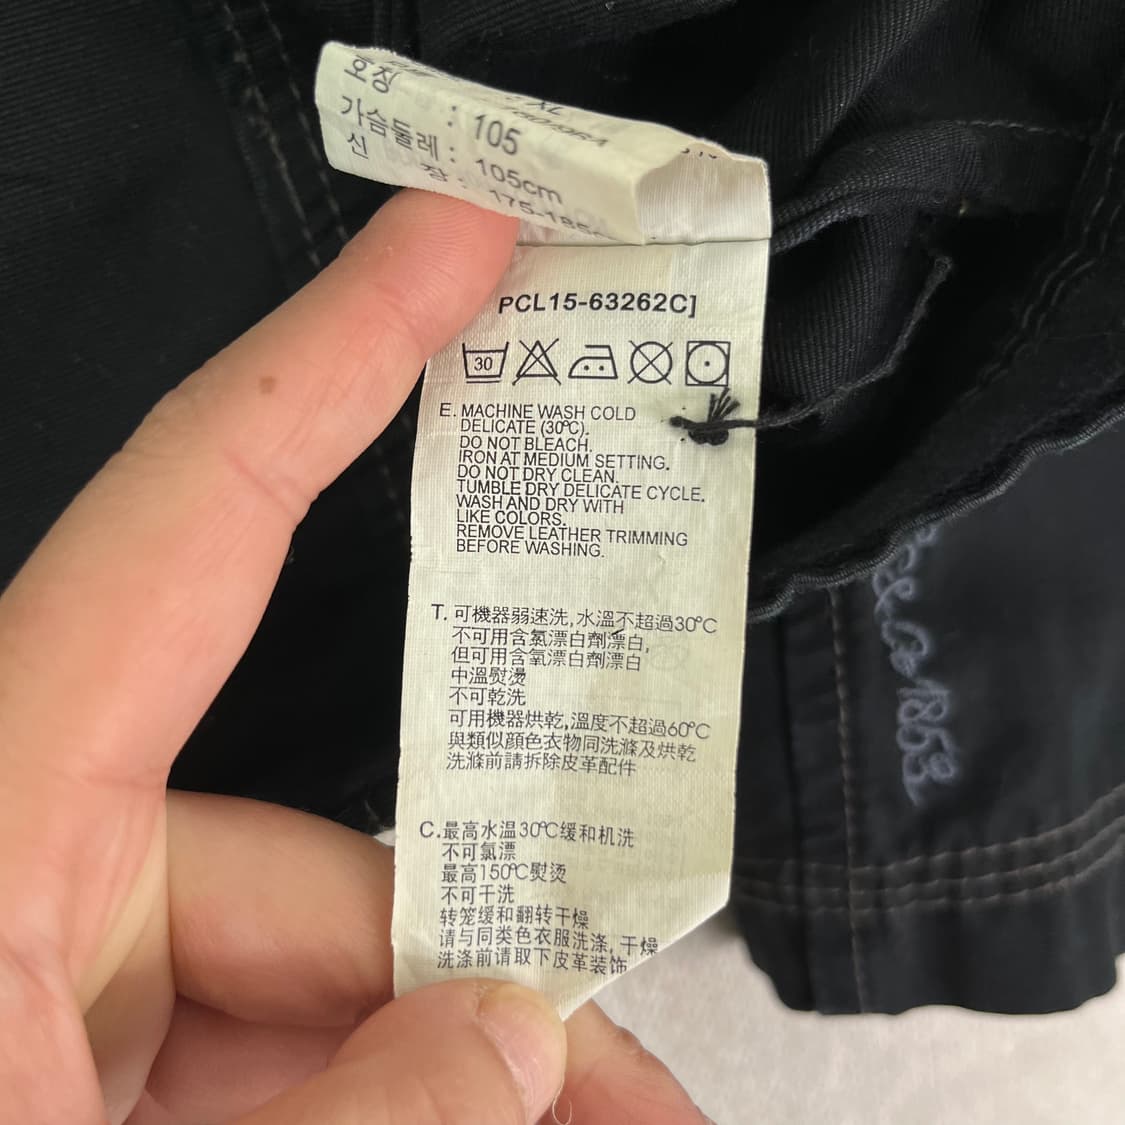 호칭 : 105
가슴둘레 : 105cm
신 장 : 175-185
XL
PCL15-63262C]
30
E. MACHINE WASH COLD
DELICATE (30℃).
DO NOT BLEACH.
IRON AT MEDIUM SETTING.
DO NOT DRY CLEAN.
TUMBLE DRY DELICATE CYCLE.
WASH AND DRY WITH
LIKE COLORS.
REMOVE LEATHER TRIMMING
BEFORE WASHING.
T. 可機器弱速洗,水溫不超過30℃
不可用含氯漂白劑漂白,
但可用含氧漂白劑漂白
中溫熨燙
不可乾洗
可用機器烘乾,溫度不超過60℃
與類似顏色衣物同洗滌及烘乾
洗滌前請拆除皮革配件
C.最高水温30℃缓和机洗
不可氯漂
最高150℃熨烫
不可干洗
转笼缓和翻转干燥
请与同类色衣服洗涤,干燥
洗涤前请取下皮革装饰
1853